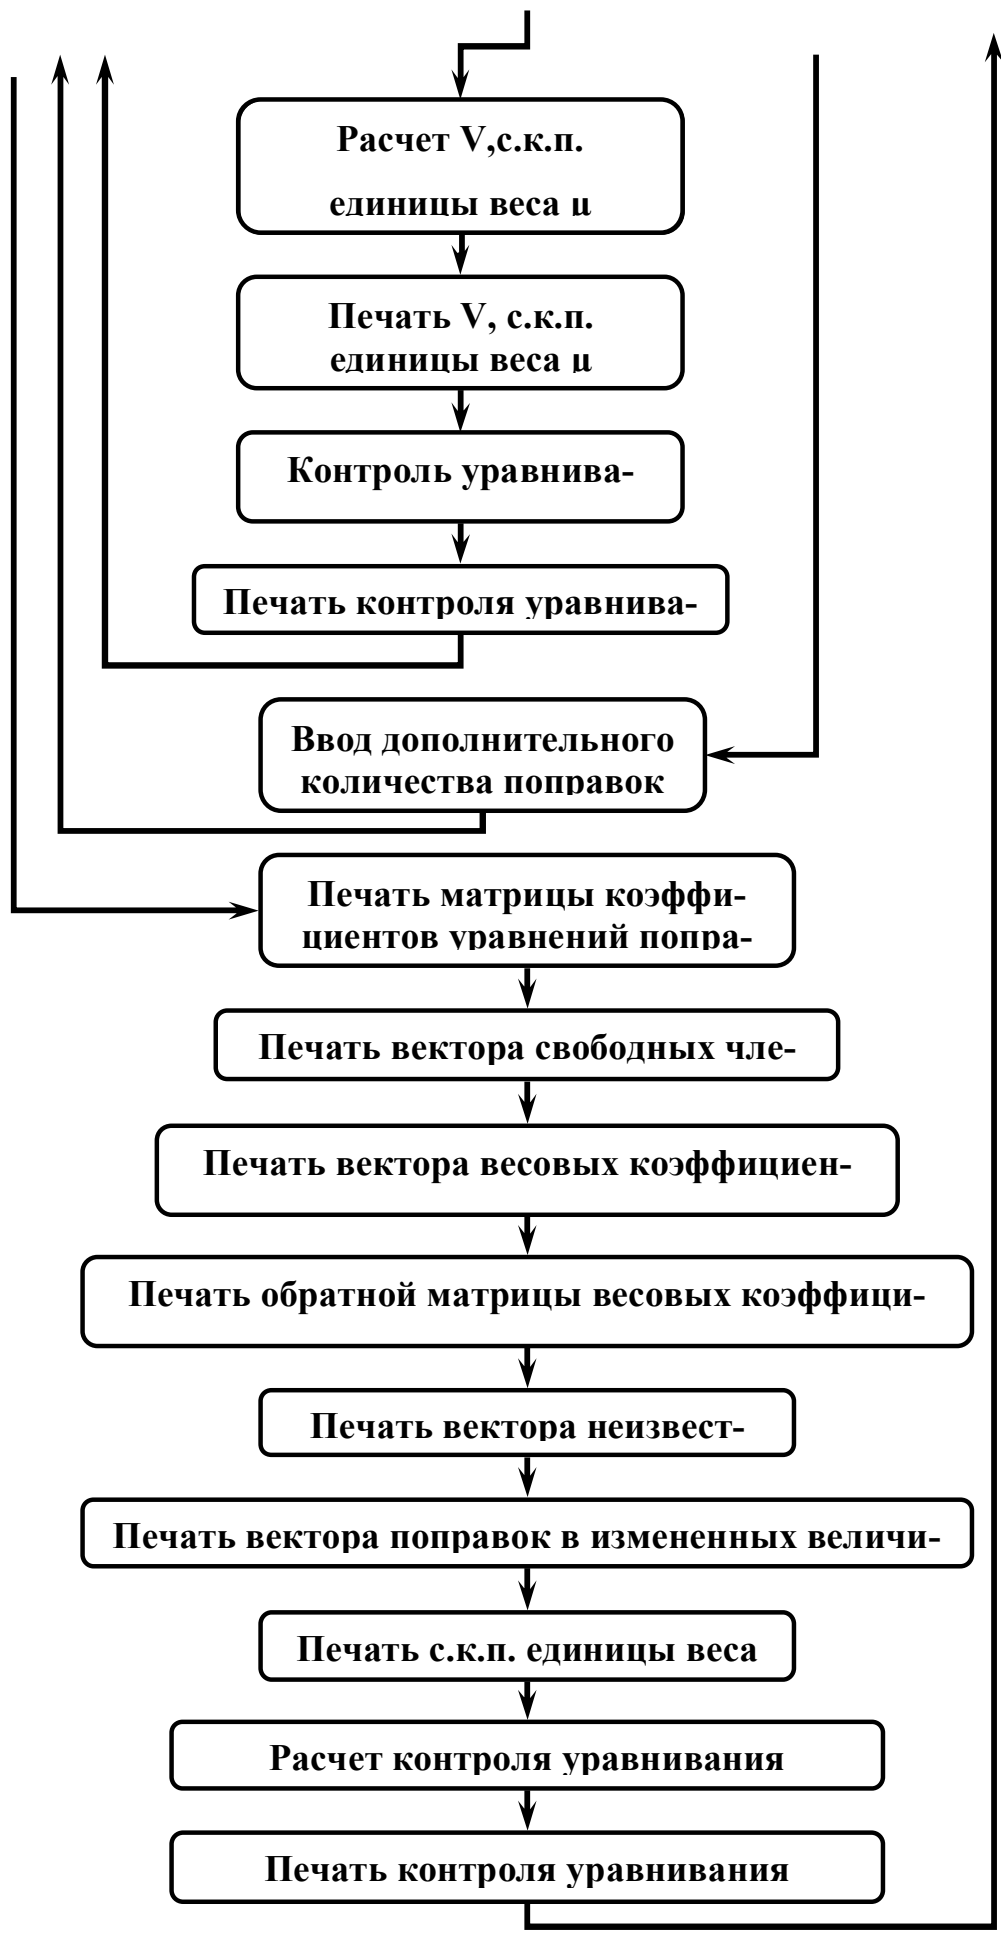 Расчет V,с.к.п.
единицы веса μ
Печать V, с.к.п.
единицы веса μ
Контроль уравнива-
Печать контроля уравнива-
Ввод дополнительного
количества поправок
Печать матрицы коэффи-
циентов уравнений попра-
Печать вектора свободных чле-
Печать вектора весовых коэффициен-
Печать обратной матрицы весовых коэффици-
Печать вектора неизвест-
Печать вектора поправок в измененных величи-
Печать с.к.п. единицы веса
Расчет контроля уравнивания
Печать контроля уравнивания